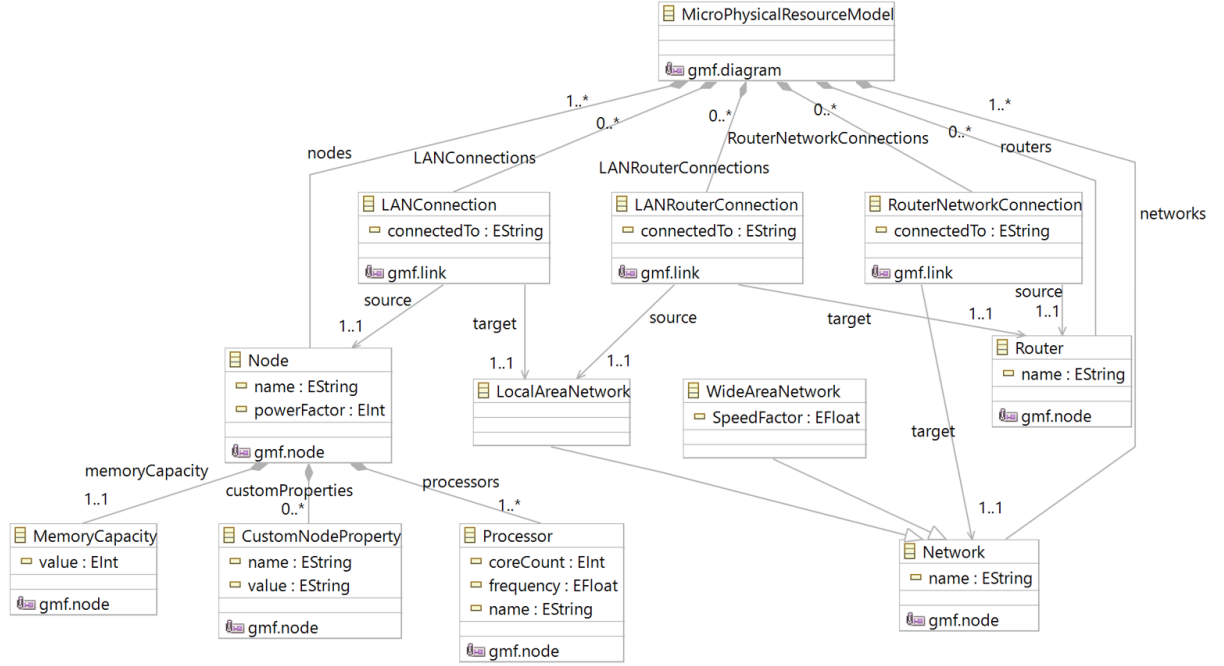 MicroPhysicalResourceModel
gmf.diagram
1..*
0..*
0..*
0..*
0..*
1..*
nodes
LANConnections
LANRouterConnections
RouterNetworkConnections
routers
networks
LANConnection
connectedTo : EString
gmf.link
LANRouterConnection
connectedTo : EString
gmf.link
RouterNetworkConnection
connectedTo : EString
gmf.link
source
1..1
target
1..1
source
1..1
target
1..1
source
1..1
target
1..1
Node
name : EString
powerFactor : EInt
gmf.node
LocalAreaNetwork
WideAreaNetwork
SpeedFactor : EFloat
Router
name : EString
gmf.node
memoryCapacity
1..1
customProperties
0..*
processors
1..*
MemoryCapacity
value : EInt
gmf.node
CustomNodeProperty
name : EString
value : EString
gmf.node
Processor
coreCount : EInt
frequency : EFloat
name : EString
gmf.node
Network
name : EString
gmf.node